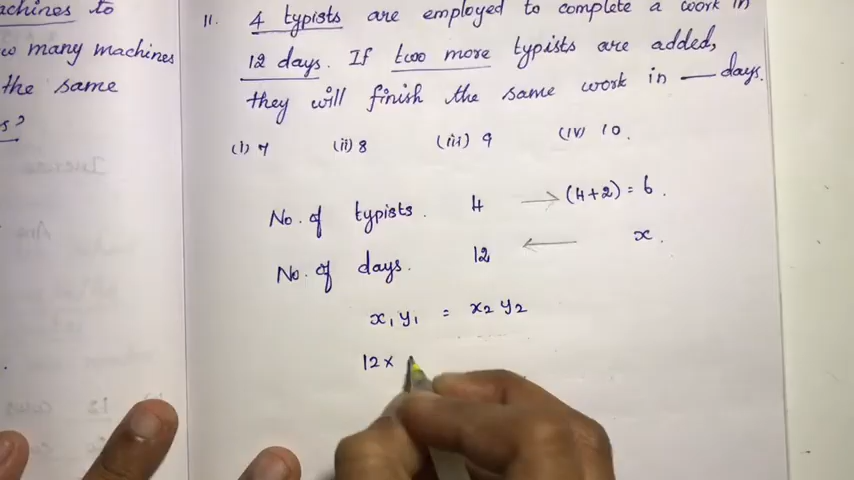 achines to
w many machines
the same
s?
11. 4 typists are employed to complete a work in
12 days. If two more typists are added,
they will finish the same work in — days.
(i) 7 (ii) 8 (iii) 9 (iv) 10.
No. of typists. 4 → (4+2) = 6.
No. of days. 12 ← x.
x₁ y₁ = x₂ y₂
12 ×